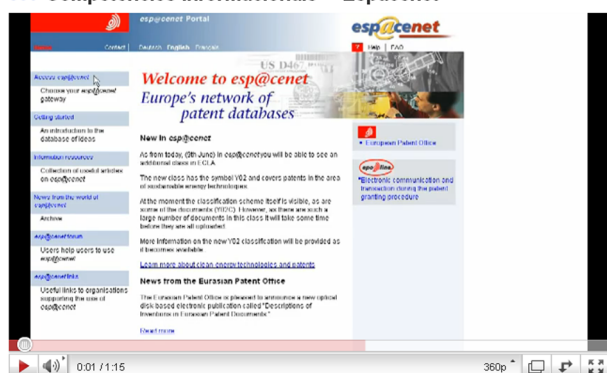 esp@cenet Portal
esp@cenet
Contact
Deutsch English Français
? Help FAQ
US D46
Welcome to esp@cenet
Europe's network of
patent databases
Access esp@cenet
Choose your esp@cenet
gateway
Getting started
An introduction to the
database of ideas
Information resources
Collection of useful articles
on esp@cenet
News from the world of
esp@cenet
Archive
esp@cenet forum
Users help users to use
esp@cenet
esp@cenet links
Useful links to organisations
supporting the use of
esp@cenet
New in esp@cenet
As from today, (9th June) in esp@cenet you will be able to see an
additional class in ECLA.
The new class has the symbol Y02 and covers patents in the area
of sustainable energy technologies.
At the moment the classification scheme itself is visible, as are
some of the documents (Y02C). However, as there are such a
large number of documents in this class it will take some time
before they are all uploaded.
More information on the new Y02 classification will be provided as
it becomes available.
Learn more about clean energy technologies and patents
News from the Eurasian Patent Office
The Eurasian Patent Office is pleased to announce a new optical
disk based electronic publication called "Descriptions of
Inventions in Eurasian Patent Documents."
Read more
European Patent Office
epoline
Electronic communication and
transaction during the patent
granting procedure
0:01 / 1:15
360p